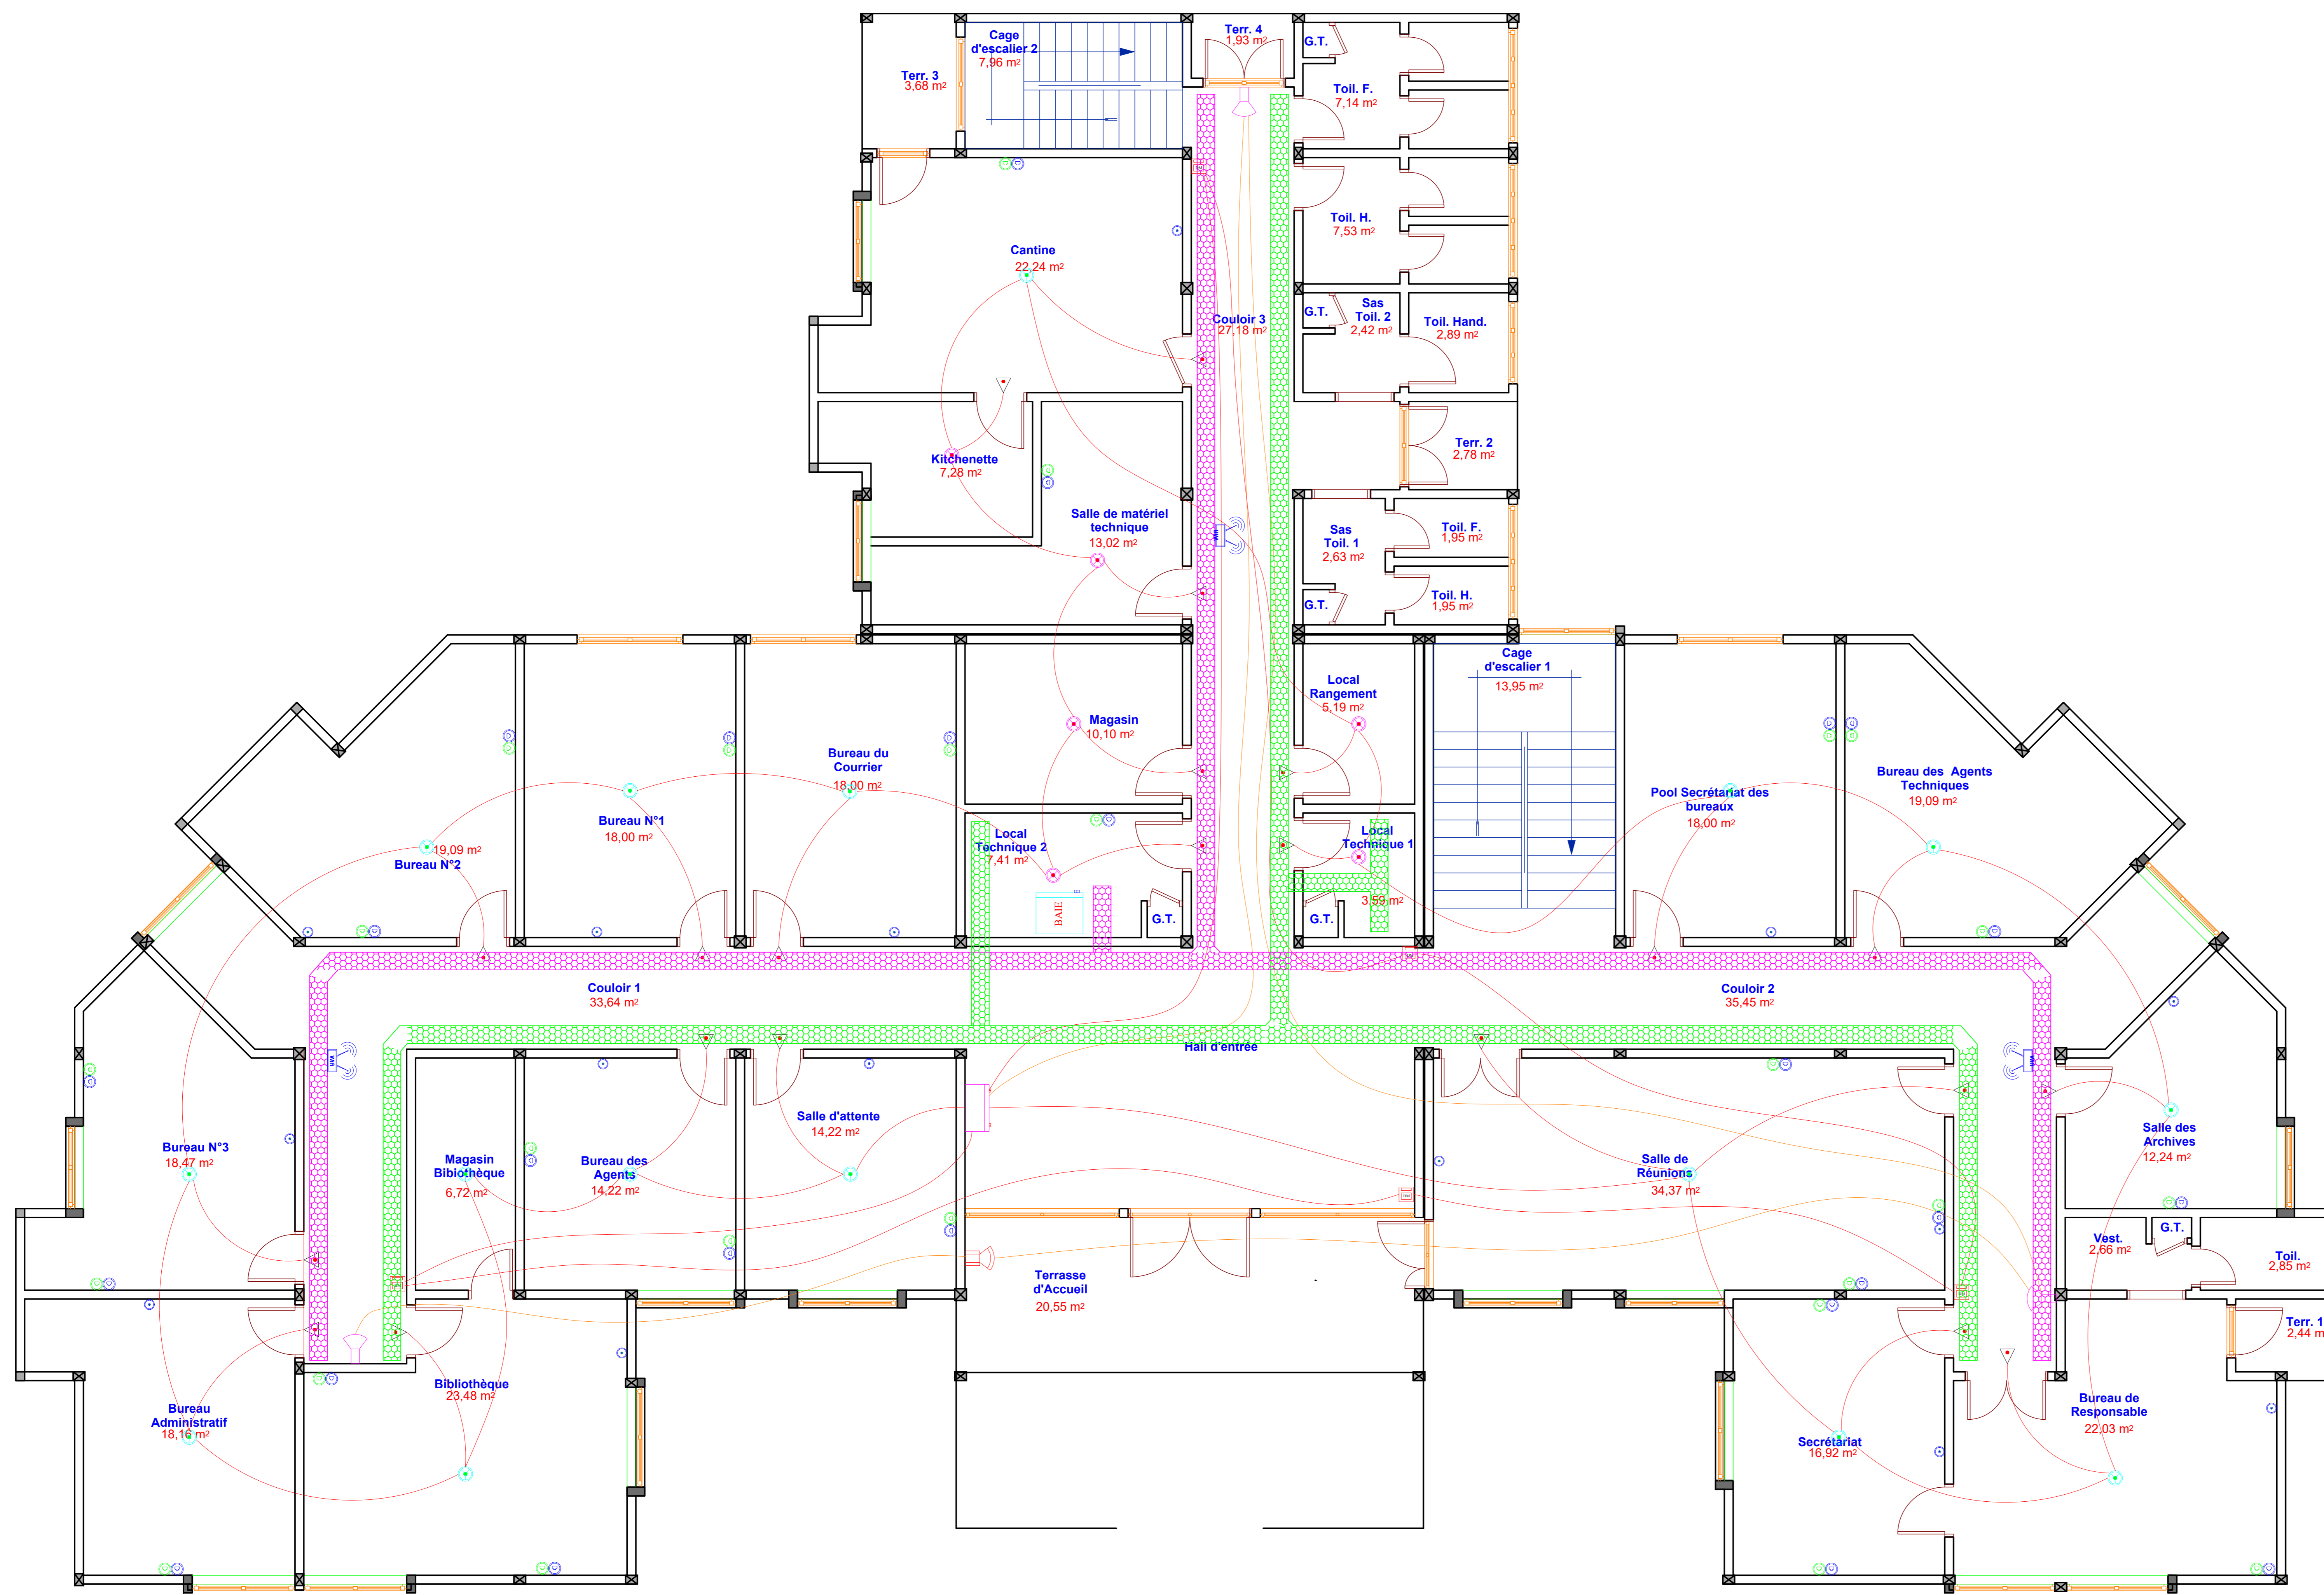 Terr. 3
3,68 m²
Cage
d'escalier 2
7,96 m²
Terr. 4
1,93 m²
G.T.
Toil. F.
7,14 m²
Toil. H.
7,53 m²
Cantine
22,24 m²
Couloir 3
27,18 m²
G.T.
Sas
Toil. 2
2,42 m²
Toil. Hand.
2,89 m²
Terr. 2
2,78 m²
Kitchenette
7,28 m²
Salle de matériel
technique
13,02 m²
Wifi
Sas
Toil. 1
2,63 m²
Toil. F.
1,95 m²
G.T.
Toil. H.
1,95 m²
Cage
d'escalier 1
13,95 m²
Local
Rangement
5,19 m²
Magasin
10,10 m²
Bureau du
Courrier
18,00 m²
Bureau N°1
18,00 m²
19,09 m²
Bureau N°2
Local
Technique 2
7,41 m²
BAIE
G.T.
Local
Technique 1
3,59 m²
G.T.
Pool Secrétariat des
bureaux
18,00 m²
Bureau des  Agents
Techniques
19,09 m²
Couloir 1
33,64 m²
Couloir 2
35,45 m²
Hall d'entrée
Wifi
Wifi
Bureau N°3
18,47 m²
Magasin
Bibiothèque
6,72 m²
Bureau des
Agents
14,22 m²
Salle d'attente
14,22 m²
Salle de
Réunions
34,37 m²
Salle des
Archives
12,24 m²
Vest.
2,66 m²
G.T.
Toil.
2,85 m²
Terr. 1
2,44 m
Terrasse
d'Accueil
20,55 m²
Bureau
Administratif
18,16 m²
Bibliothèque
23,48 m²
Secrétariat
16,92 m²
Bureau de
Responsable
22,03 m²